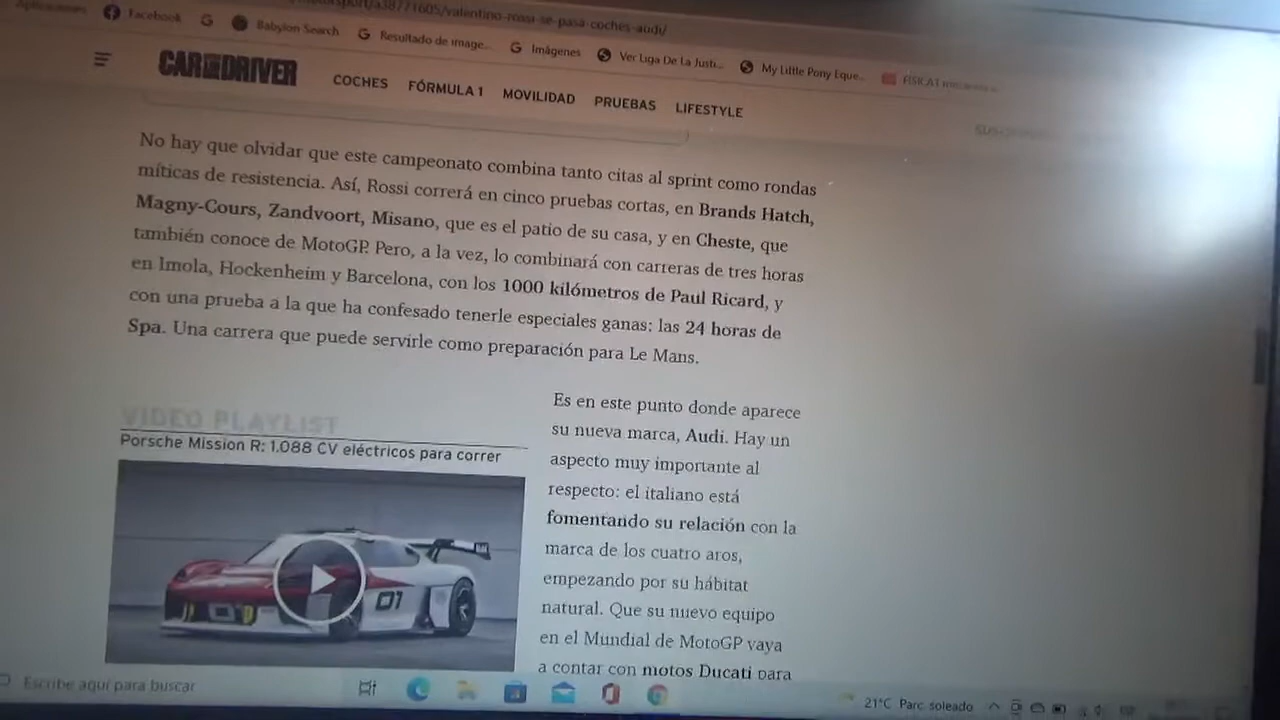 /a38771605/valentino-rossi-se-pasa-coches-audi/
Aplicaciones
Facebook
Babylon Search
Resultado de image...
Imágenes
Ver Liga De La Justi...
My Little Pony Eque...
CAR AND DRIVER
COCHES
FÓRMULA 1
MOVILIDAD
PRUEBAS
LIFESTYLE
No hay que olvidar que este campeonato combina tanto citas al sprint como rondas
míticas de resistencia. Así, Rossi correrá en cinco pruebas cortas, en Brands Hatch,
Magny-Cours, Zandvoort, Misano, que es el patio de su casa, y en Cheste, que
también conoce de MotoGP. Pero, a la vez, lo combinará con carreras de tres horas
en Imola, Hockenheim y Barcelona, con los 1000 kilómetros de Paul Ricard, y
con una prueba a la que ha confesado tenerle especiales ganas: las 24 horas de
Spa. Una carrera que puede servirle como preparación para Le Mans.
VIDEO PLAYLIST
Porsche Mission R: 1.088 CV eléctricos para correr
01
Es en este punto donde aparece
su nueva marca, Audi. Hay un
aspecto muy importante al
respecto: el italiano está
fomentando su relación con la
marca de los cuatro aros,
empezando por su hábitat
natural. Que su nuevo equipo
en el Mundial de MotoGP vaya
a contar con motos Ducati para
Escribe aquí para buscar
21°C Parc. soleado